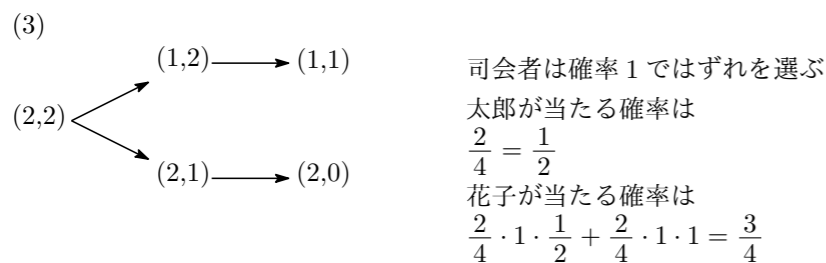 (3)
(2,2)
(1,2) → (1,1)
(2,1) → (2,0)
司会者は確率 1 ではずれを選ぶ
太郎が当たる確率は
2/4 = 1/2
花子が当たる確率は
2/4 · 1 · 1/2 + 2/4 · 1 · 1 = 3/4